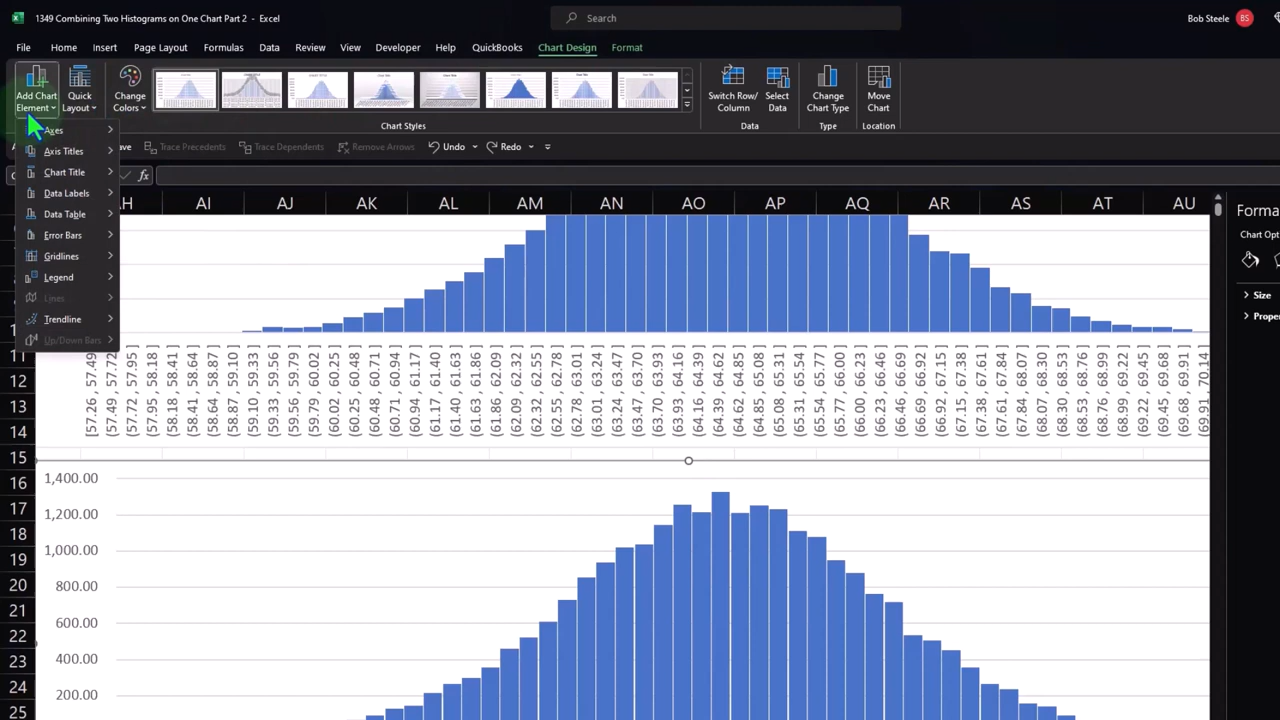 1349 Combining Two Histograms on One Chart Part 2 - Excel
Search
Bob Steele BS
File Home Insert Page Layout Formulas Data Review View Developer Help QuickBooks Chart Design Format
Add Chart Element
Quick Layout
Change Colors
Switch Row/ Column
Select Data
Change Chart Type
Move Chart
Chart Styles
Data
Type
Location
Trace Precedents
Trace Dependents
Remove Arrows
Undo
Redo
Axes
Axis Titles
Chart Title
Data Labels
Data Table
Error Bars
Gridlines
Legend
Lines
Trendline
Up/Down Bars
fx
AI AJ AK AL AM AN AO AP AQ AR AS AT AU
11
12
13
14
15
16
17
18
19
20
21
22
23
24
25
[57.26 , 57.49]
(57.49 , 57.72]
(57.72 , 57.95]
(57.95 , 58.18]
(58.18 , 58.41]
(58.41 , 58.64]
(58.64 , 58.87]
(58.87 , 59.10]
(59.10 , 59.33]
(59.33 , 59.56]
(59.56 , 59.79]
(59.79 , 60.02]
(60.02 , 60.25]
(60.25 , 60.48]
(60.48 , 60.71]
(60.71 , 60.94]
(60.94 , 61.17]
(61.17 , 61.40]
(61.40 , 61.63]
(61.63 , 61.86]
(61.86 , 62.09]
(62.09 , 62.32]
(62.32 , 62.55]
(62.55 , 62.78]
(63.01 , 63.24]
(63.24 , 63.47]
(63.47 , 63.70]
(63.70 , 63.93]
(63.93 , 64.16]
(64.16 , 64.39]
(64.39 , 64.62]
(64.62 , 64.85]
(64.85 , 65.08]
(65.08 , 65.31]
(65.31 , 65.54]
(65.54 , 65.77]
(65.77 , 66.00]
(66.00 , 66.23]
(66.23 , 66.46]
(66.46 , 66.69]
(66.69 , 66.92]
(66.92 , 67.15]
(67.15 , 67.38]
(67.38 , 67.61]
(67.61 , 67.84]
(67.84 , 68.07]
(68.07 , 68.30]
(68.30 , 68.53]
(68.53 , 68.76]
(68.76 , 68.99]
(68.99 , 69.22]
(69.22 , 69.45]
(69.45 , 69.68]
(69.68 , 69.91]
(69.91 , 70.14]
1,400.00
1,200.00
1,000.00
800.00
600.00
400.00
200.00
Size